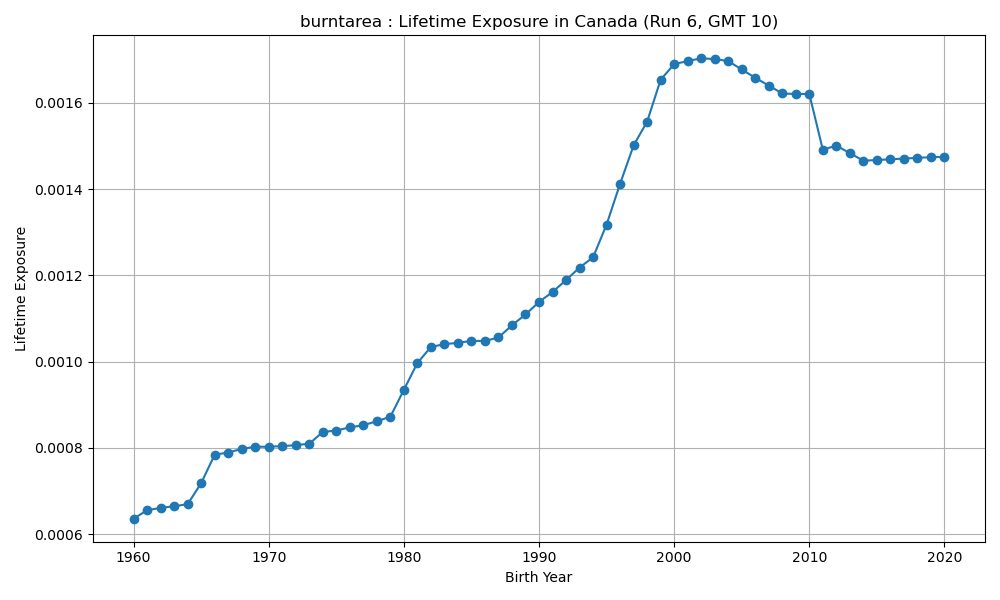 burntarea : Lifetime Exposure in Canada (Run 6, GMT 10)
Lifetime Exposure
0.0016
0.0014
0.0012
0.0010
0.0008
0.0006
1960 1970 1980 1990 2000 2010 2020
Birth Year